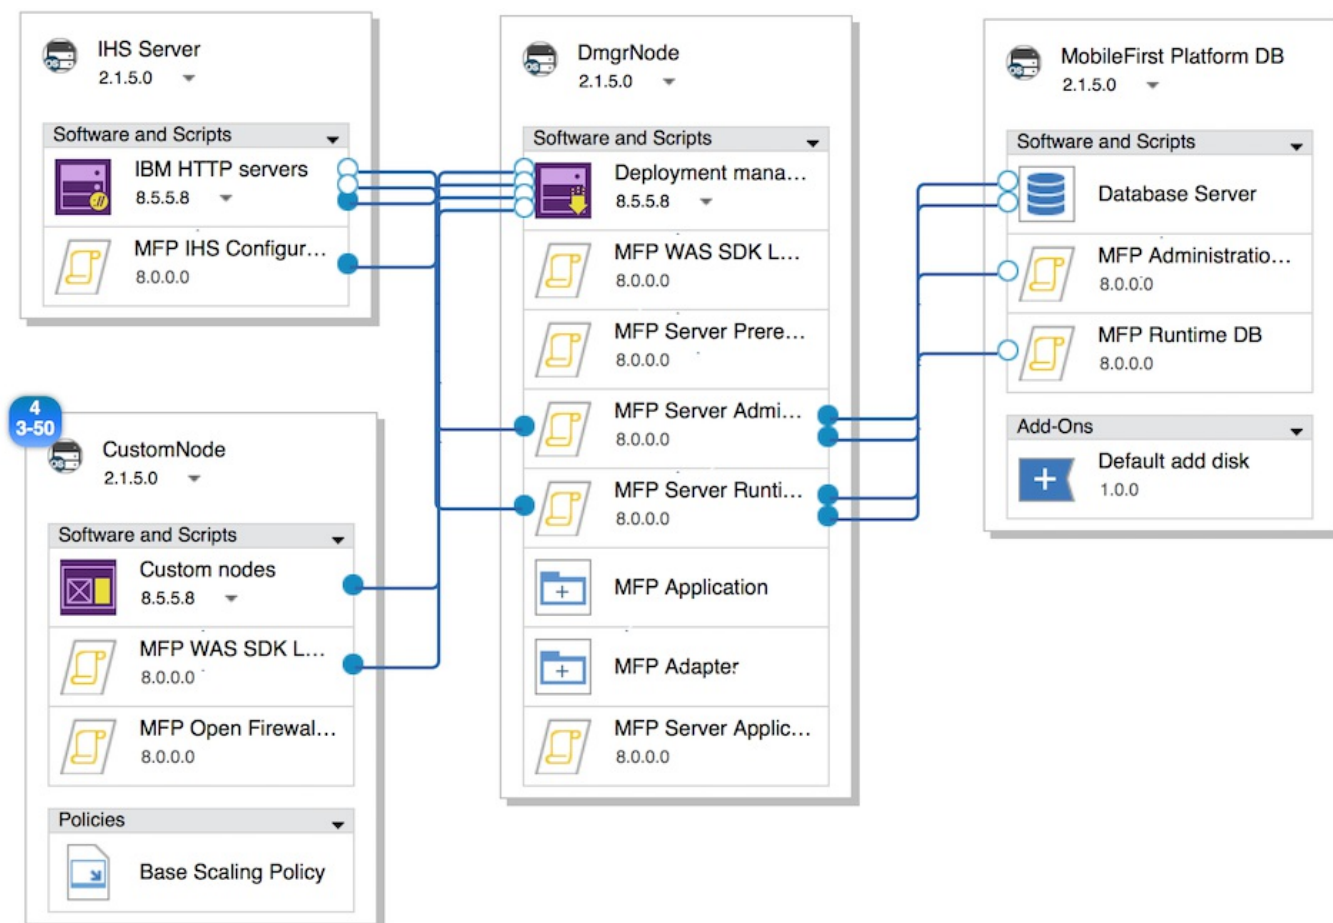 IHS Server
2.1.5.0
Software and Scripts
IBM HTTP servers
8.5.5.8
MFP IHS Configur...
8.0.0.0
4
3-50
CustomNode
2.1.5.0
Software and Scripts
Custom nodes
8.5.5.8
MFP WAS SDK L...
8.0.0.0
MFP Open Firewal...
8.0.0.0
Policies
Base Scaling Policy
DmgrNode
2.1.5.0
Software and Scripts
Deployment mana...
8.5.5.8
MFP WAS SDK L...
8.0.0.0
MFP Server Prere...
8.0.0.0
MFP Server Admi...
8.0.0.0
MFP Server Runti...
8.0.0.0
MFP Application
MFP Adapter
MFP Server Applic...
8.0.0.0
MobileFirst Platform DB
2.1.5.0
Software and Scripts
Database Server
MFP Administratio...
8.0.0.0
MFP Runtime DB
8.0.0.0
Add-Ons
Default add disk
1.0.0